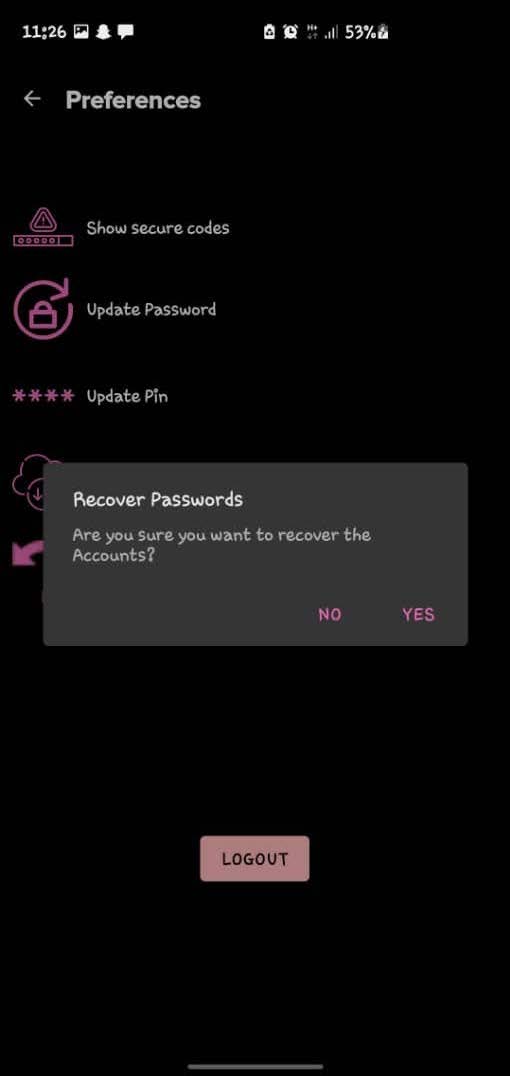 11:26 53%
Preferences
Show secure codes
Update Password
**** Update Pin
Recover Passwords
Are you sure you want to recover the
Accounts?
NO YES
LOGOUT